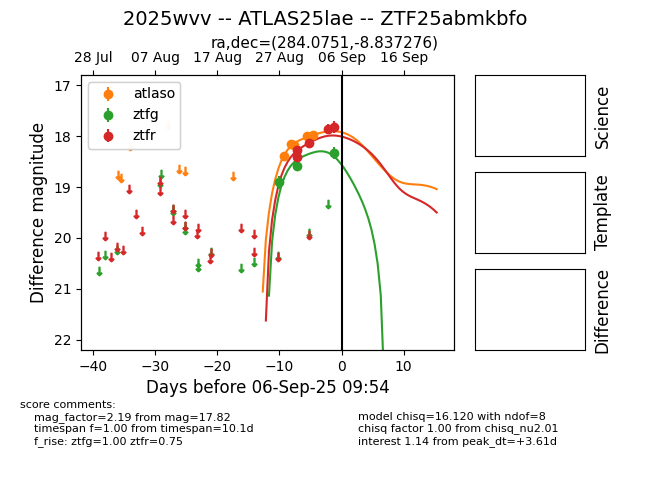 2025wvv -- ATLAS25lae -- ZTF25abmkbfo
ra,dec=(284.0751,-8.837276)
28 Jul 07 Aug 17 Aug 27 Aug 06 Sep 16 Sep
17
18
19
20
21
22
Difference magnitude
atlaso
ztfg
ztfr
−40 −30 −20 −10 0 10
Days before 06-Sep-25 09:54
Science
Template
Difference
score comments:
mag_factor=2.19 from mag=17.82
timespan f=1.00 from timespan=10.1d
f_rise: ztfg=1.00 ztfr=0.75
model chisq=16.120 with ndof=8
chisq factor 1.00 from chisq_nu2.01
interest 1.14 from peak_dt=+3.61d